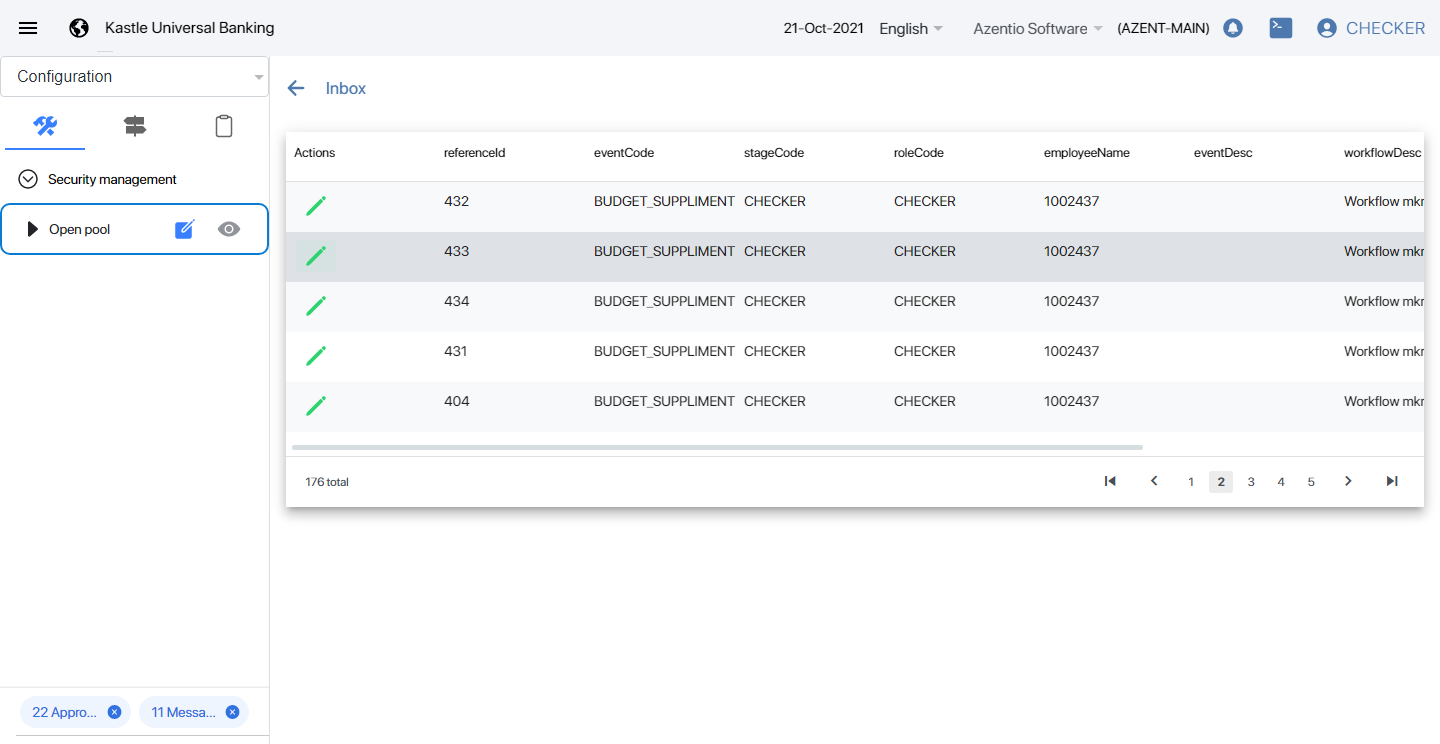 Kastle Universal Banking
21-Oct-2021 English Azentio Software (AZENT-MAIN) CHECKER
Configuration
Security management
Open pool
22 Appro... 11 Messa...
Inbox
Actions referenceId eventCode stageCode roleCode employeeName eventDesc workflowDesc
432 BUDGET_SUPPLIMENT CHECKER CHECKER 1002437 Workflow mkr
433 BUDGET_SUPPLIMENT CHECKER CHECKER 1002437 Workflow mkr
434 BUDGET_SUPPLIMENT CHECKER CHECKER 1002437 Workflow mkr
431 BUDGET_SUPPLIMENT CHECKER CHECKER 1002437 Workflow mkr
404 BUDGET_SUPPLIMENT CHECKER CHECKER 1002437 Workflow mkr
176 total 1 2 3 4 5